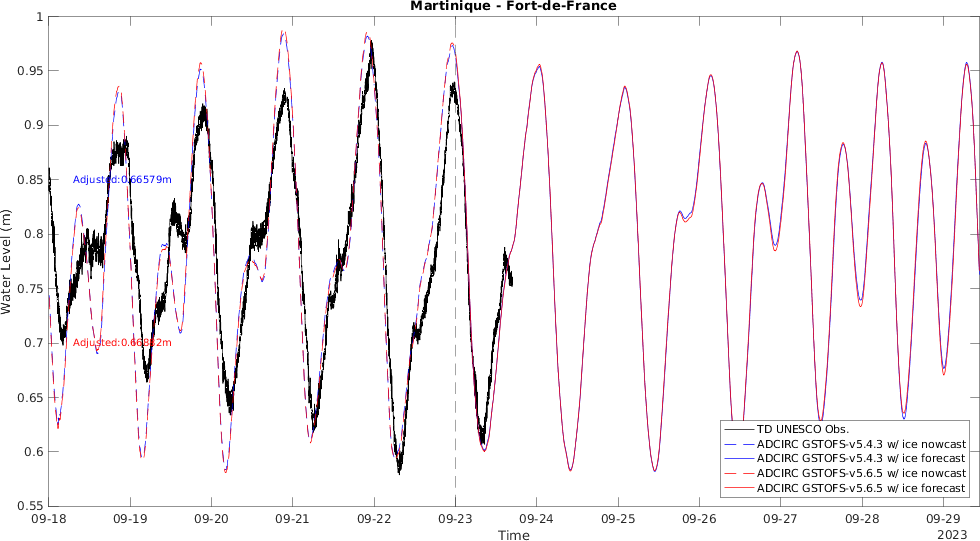 Martinique - Fort-de-France
Water Level (m)
1
0.95
0.9
0.85
0.8
0.75
0.7
0.65
0.6
0.55
Adjusted:0.66579m
Adjusted:0.66882m
TD UNESCO Obs.
ADCIRC GSTOFS-v5.4.3 w/ ice nowcast
ADCIRC GSTOFS-v5.4.3 w/ ice forecast
ADCIRC GSTOFS-v5.6.5 w/ ice nowcast
ADCIRC GSTOFS-v5.6.5 w/ ice forecast
09-18 09-19 09-20 09-21 09-22 09-23 09-24 09-25 09-26 09-27 09-28 09-29
Time
2023